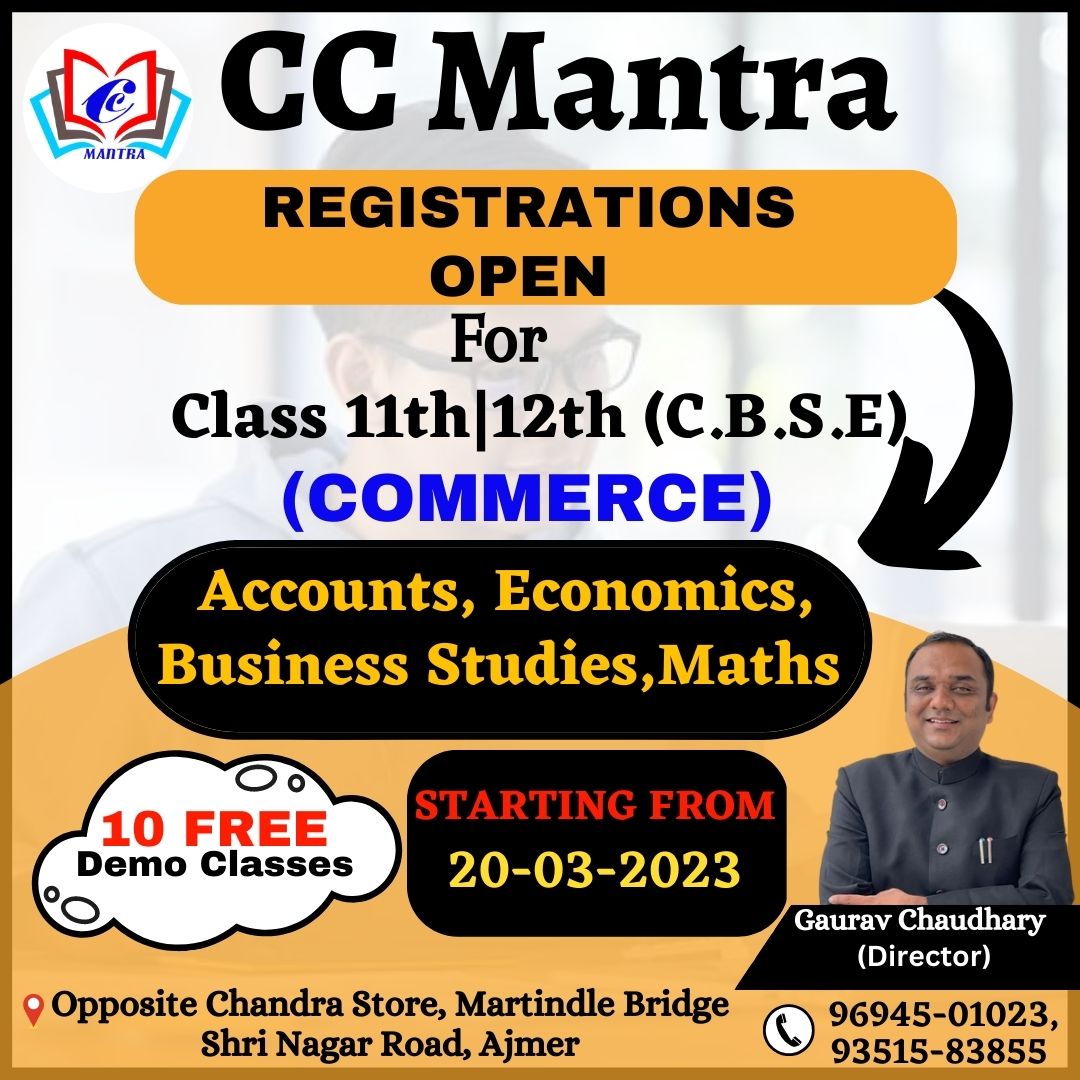 CC Mantra
CC
MANTRA
REGISTRATIONS
OPEN
For
Class 11th|12th (C.B.S.E)
(COMMERCE)
Accounts, Economics,
Business Studies,Maths
10 FREE
Demo Classes
STARTING FROM
20-03-2023
Gaurav Chaudhary
(Director)
Opposite Chandra Store, Martindle Bridge
Shri Nagar Road, Ajmer
96945-01023,
93515-83855